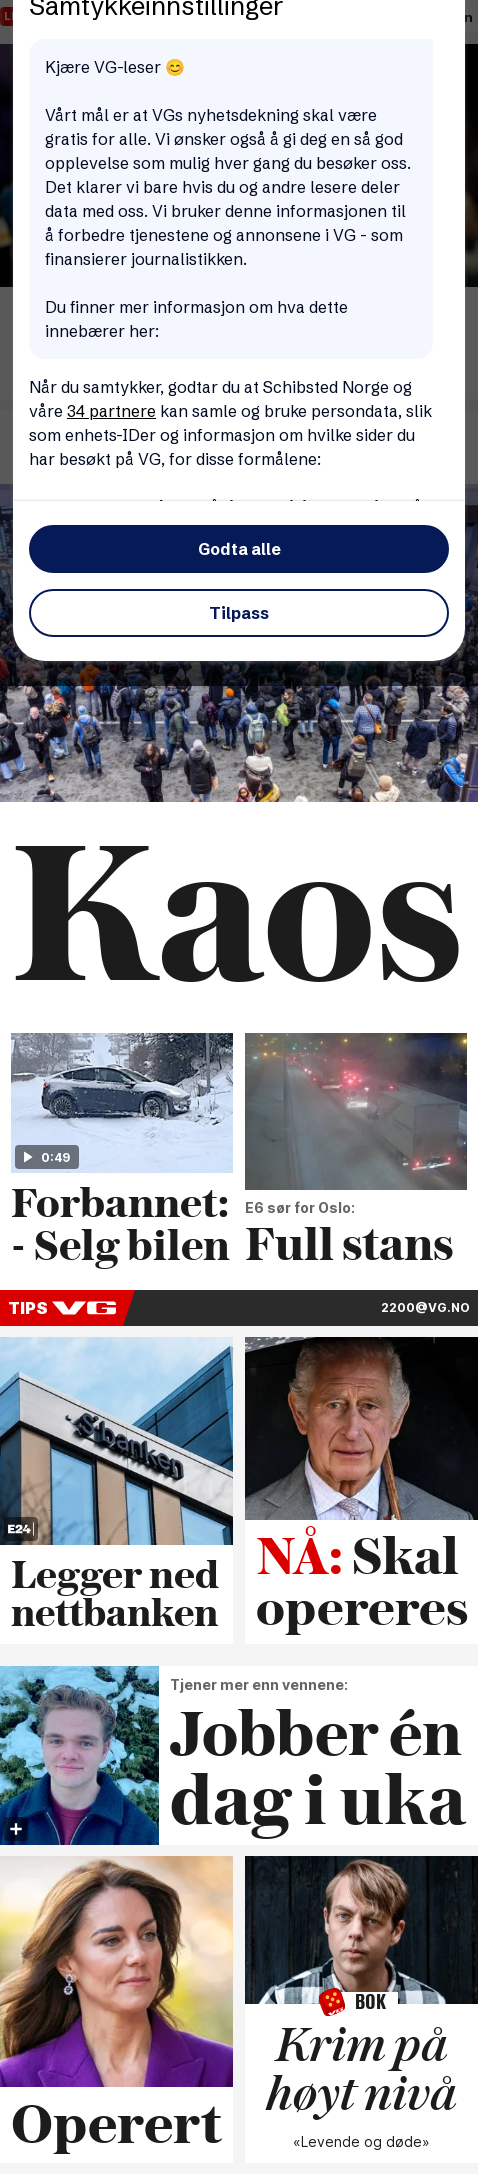 Samtykkeinnstillinger
Kjære VG-leser 😊
Vårt mål er at VGs nyhetsdekning skal være
gratis for alle. Vi ønsker også å gi deg en så god
opplevelse som mulig hver gang du besøker oss.
Det klarer vi bare hvis du og andre lesere deler
data med oss. Vi bruker denne informasjonen til
å forbedre tjenestene og annonsene i VG - som
finansierer journalistikken.
Du finner mer informasjon om hva dette
innebærer her:
Når du samtykker, godtar du at Schibsted Norge og
våre 34 partnere kan samle og bruke persondata, slik
som enhets-IDer og informasjon om hvilke sider du
har besøkt på VG, for disse formålene:
Godta alle
Tilpass
Kaos
0:49
Forbannet:
- Selg bilen
E6 sør for Oslo:
Full stans
TIPS VG
2200@VG.NO
Sbanken
E24
Legger ned
nettbanken
NÅ: Skal
opereres
Tjener mer enn vennene:
Jobber én
dag i uka
+
Operert
VG
BOK
Krim på
høyt nivå
«Levende og døde»